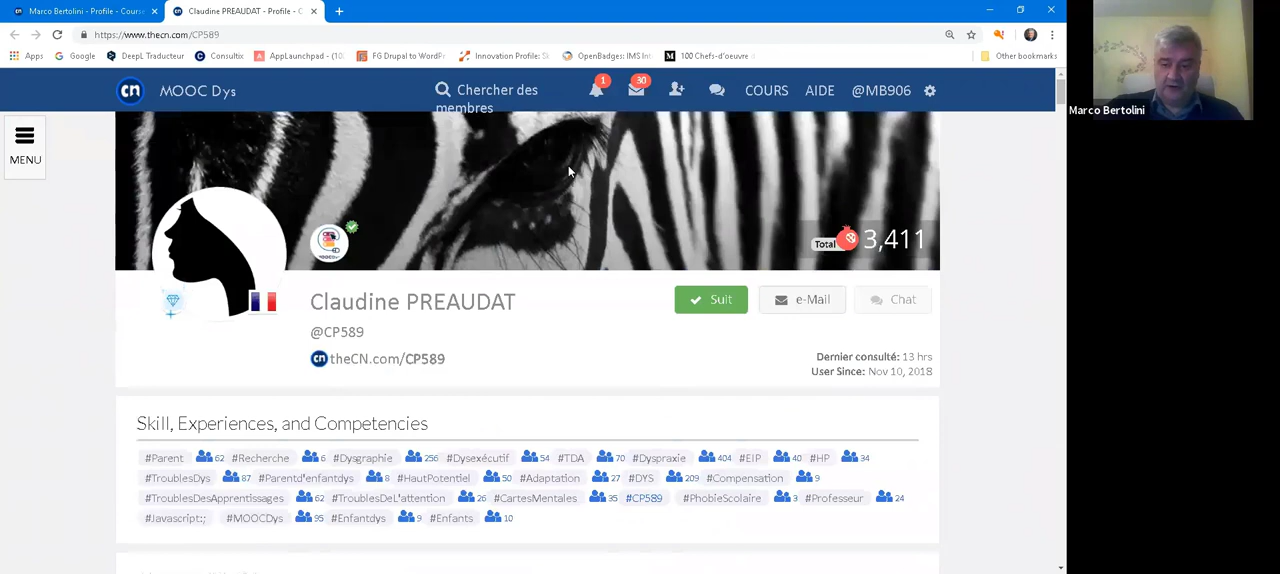 Marco Bertolini - Profile - Course
Claudine PREAUDAT - Profile - C
https://www.thecn.com/CP589
Apps Google DeepL Traducteur Consultix AppLaunchpad - (10 FG Drupal to WordPr Innovation Profile: Si OpenBadges: IMS Int 100 Chefs-d'oeuvre d Other bookmarks
cn MOOC Dys Chercher des membres 1 30 COURS AIDE @MB906
Marco Bertolini
MENU
MOOCDys
Total 3,411
Claudine PREAUDAT
Suit e-Mail Chat
@CP589
cn theCN.com/CP589
Dernier consulté: 13 hrs
User Since: Nov 10, 2018
Skill, Experiences, and Competencies
#Parent 62 #Recherche 6 #Dysgraphie 256 #Dysexécutif 54 #TDA 70 #Dyspraxie 404 #EIP 40 #HP 34
#TroublesDys 87 #Parentd'enfantdys 8 #HautPotentiel 50 #Adaptation 27 #DYS 209 #Compensation 9
#TroublesDesApprentissages 62 #TroublesDeL'attention 26 #CartesMentales 35 #CP589 #PhobieScolaire 3 #Professeur 24
#Javascript:; #MOOCDys 95 #Enfantdys 9 #Enfants 10